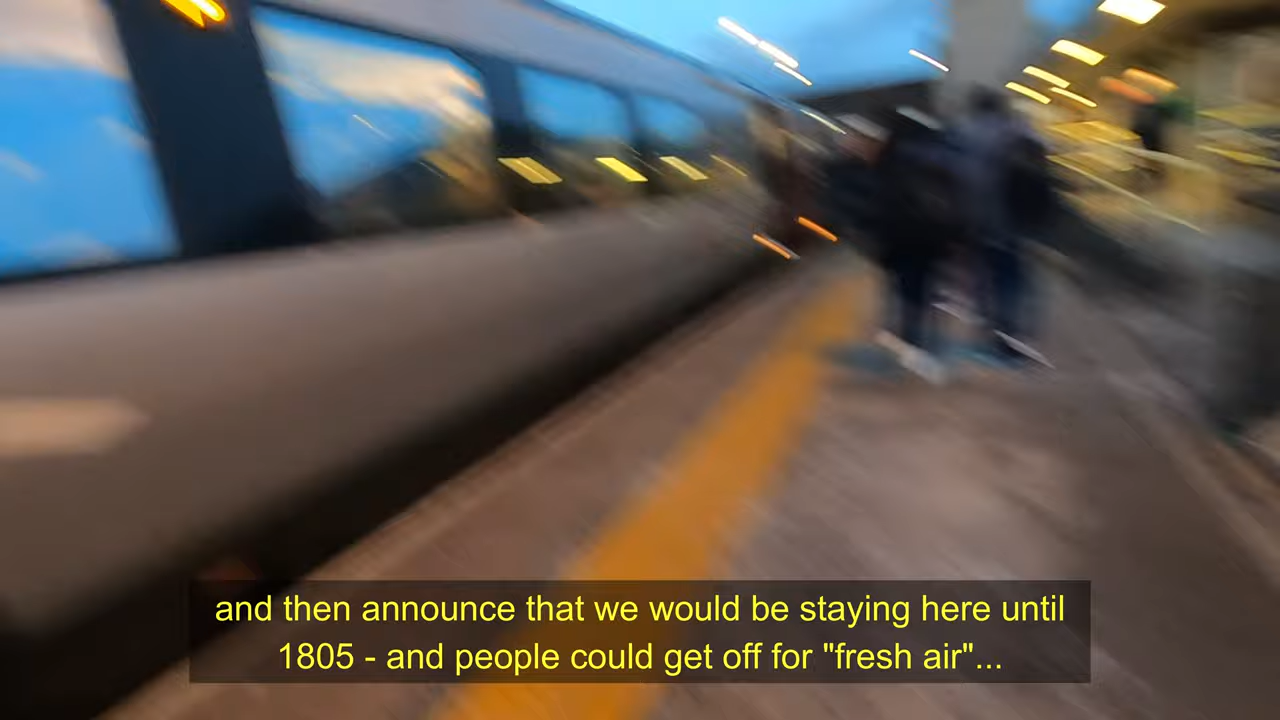 and then announce that we would be staying here until
1805 - and people could get off for "fresh air"...